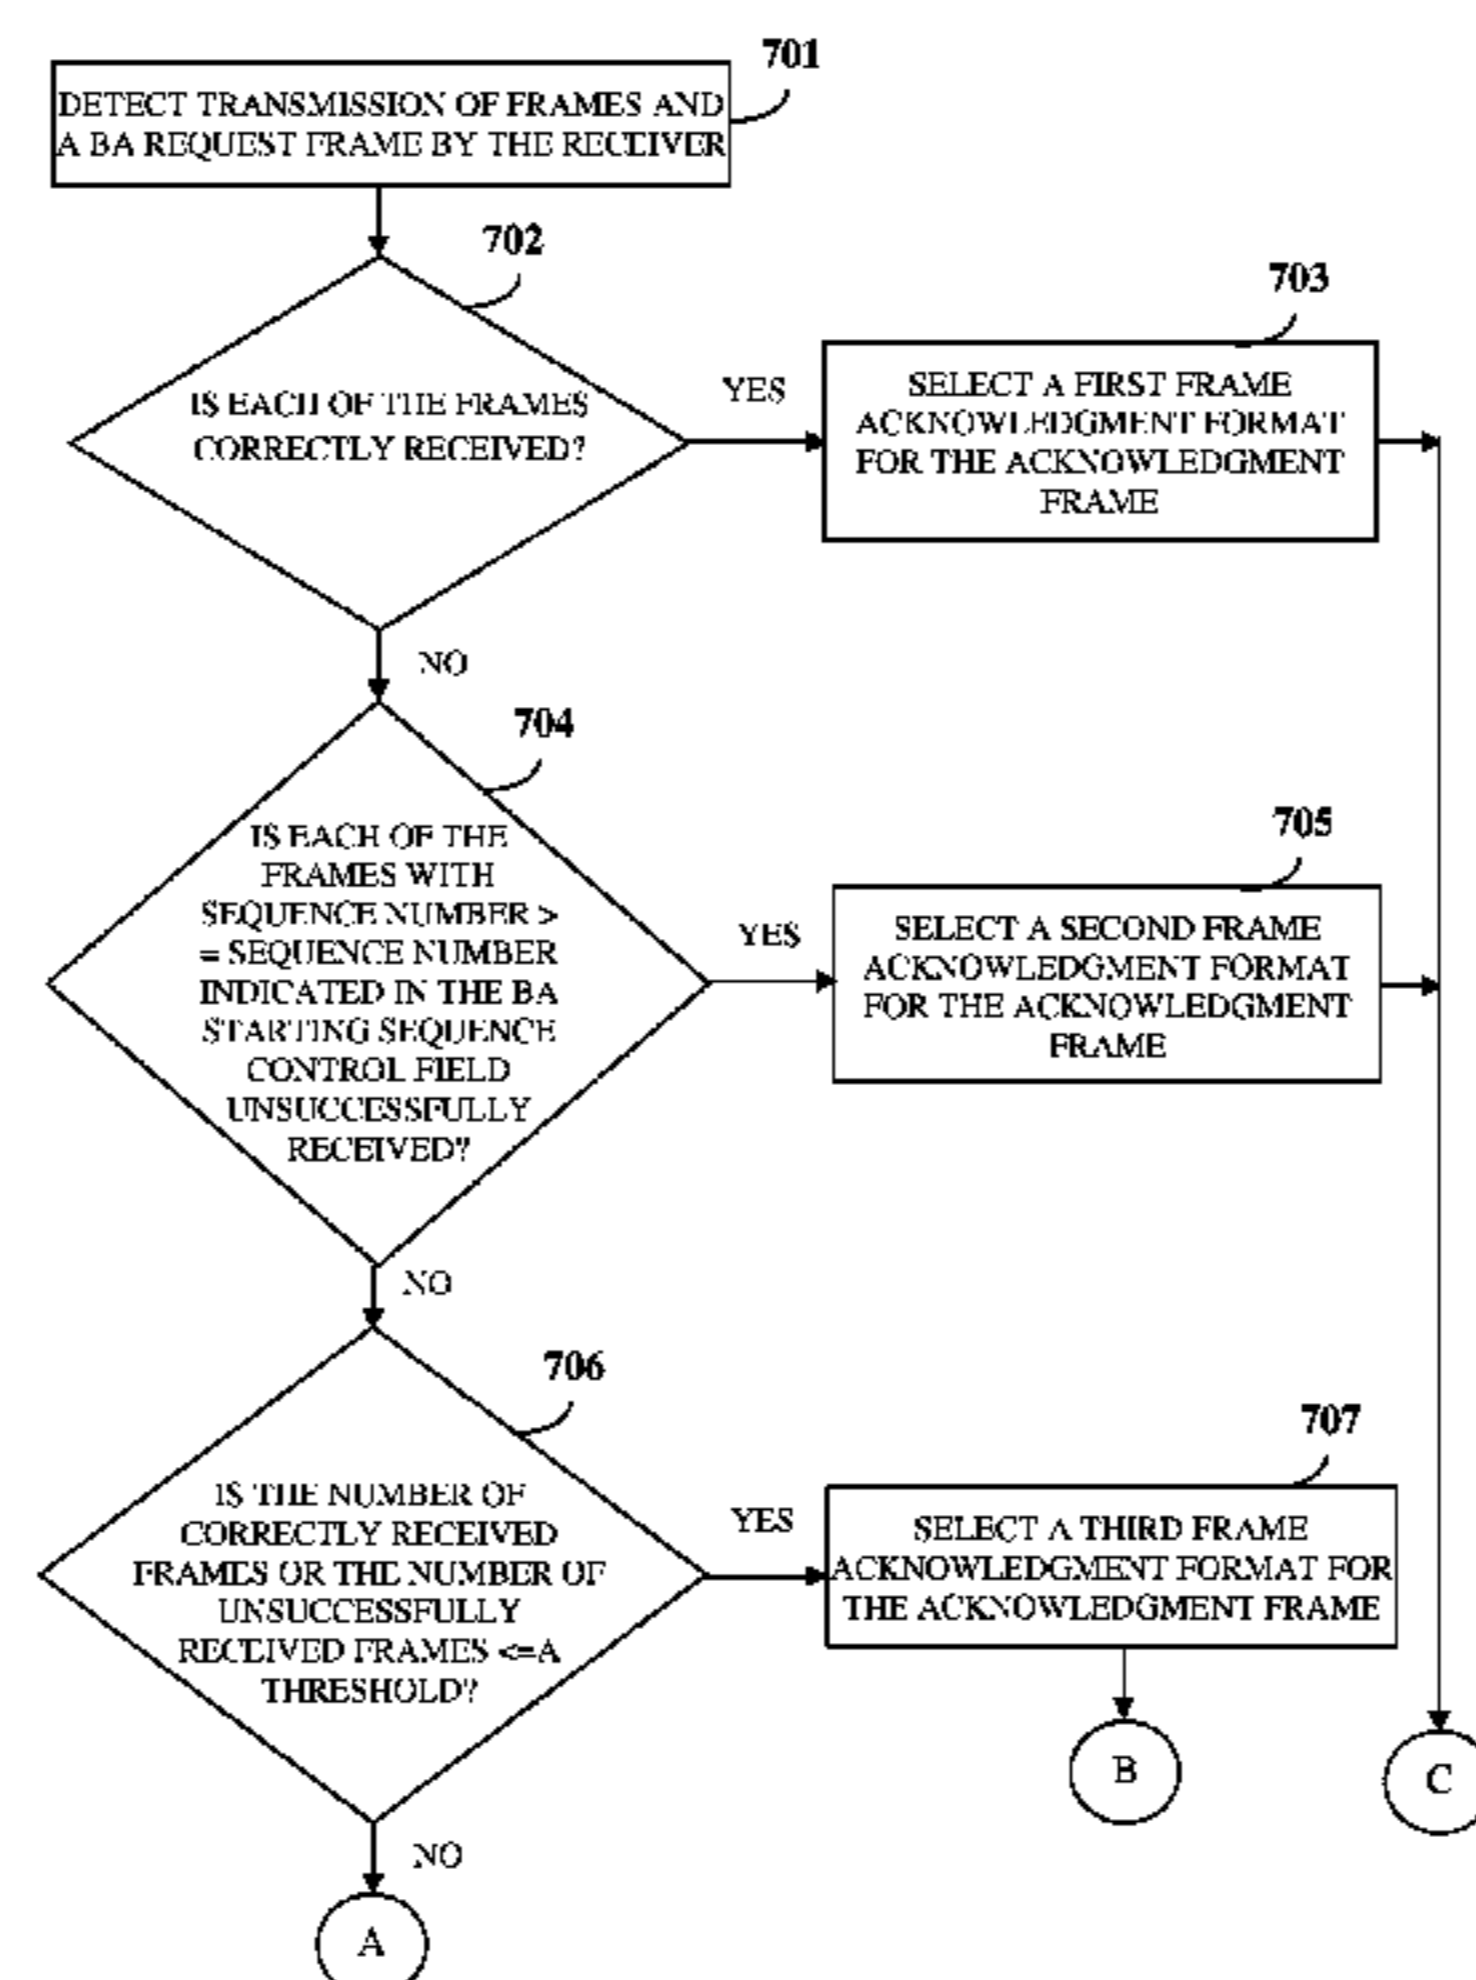 701
DETECT TRANSMISSION OF FRAMES AND
A BA REQUEST FRAME BY THE RECEIVER
702
IS EACH OF THE FRAMES
CORRECTLY RECEIVED?
YES
703
SELECT A FIRST FRAME
ACKNOWLEDGMENT FORMAT
FOR THE ACKNOWLEDGMENT
FRAME
NO
704
IS EACH OF THE
FRAMES WITH
SEQUENCE NUMBER >
= SEQUENCE NUMBER
INDICATED IN THE BA
STARTING SEQUENCE
CONTROL FIELD
UNSUCCESSFULLY
RECEIVED?
YES
705
SELECT A SECOND FRAME
ACKNOWLEDGMENT FORMAT
FOR THE ACKNOWLEDGMENT
FRAME
NO
706
IS THE NUMBER OF
CORRECTLY RECEIVED
FRAMES OR THE NUMBER OF
UNSUCCESSFULLY
RECEIVED FRAMES <=A
THRESHOLD?
YES
707
SELECT A THIRD FRAME
ACKNOWLEDGMENT FORMAT FOR
THE ACKNOWLEDGMENT FRAME
B
C
NO
A